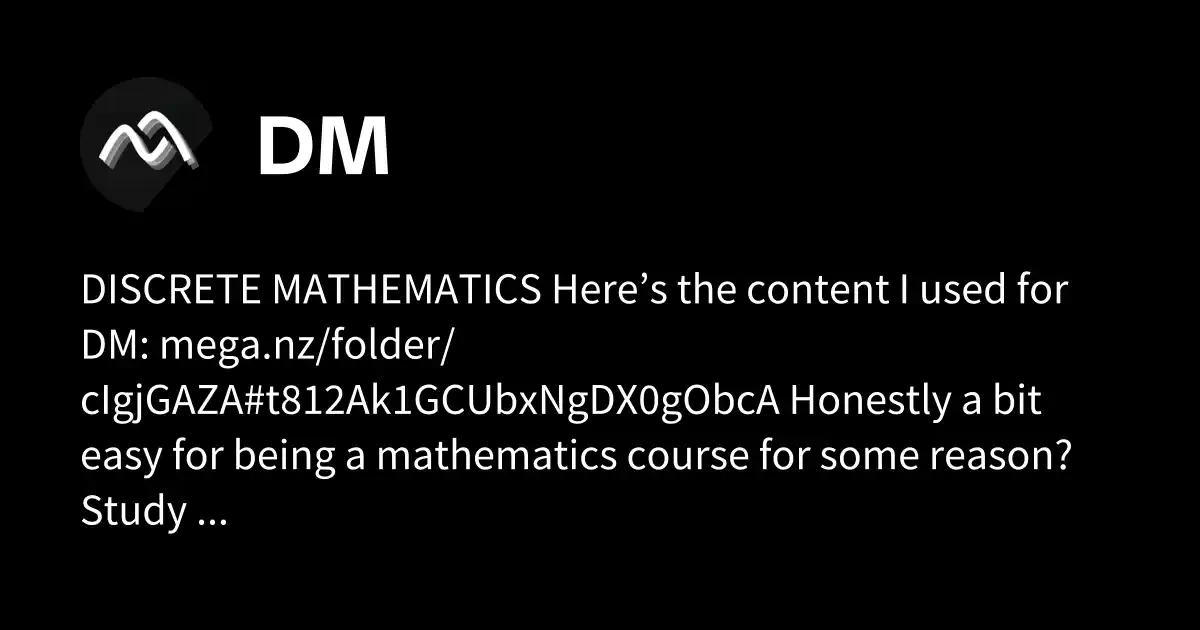 DM
DISCRETE MATHEMATICS Here’s the content I used for
DM: mega.nz/folder/
cIgjGAZA#t812Ak1GCUbxNgDX0gObcA Honestly a bit
easy for being a mathematics course for some reason?
Study ...